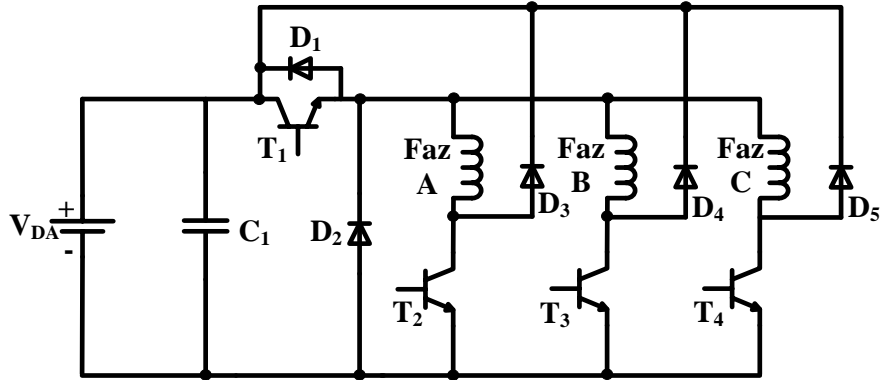 D₁
T₁
Faz
A
Faz
B
Faz
C
V_DA
+
-
C₁
D₂
D₃
D₄
D₅
T₂
T₃
T₄